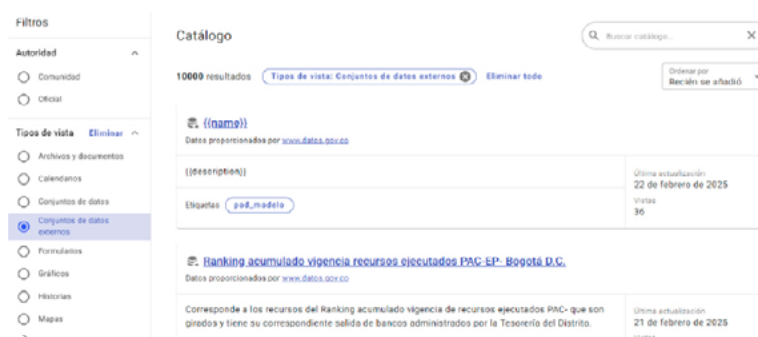 Filtros
Autoridad
Comunidad
Oficial
Tipos de vista Eliminar
Archivos y documentos
Calendarios
Conjuntos de datos
Conjuntos de datos
externos
Formularios
Gráficos
Historias
Mapas
Catálogo
Buscar catálogo...
10000 resultados Tipos de vista: Conjuntos de datos externos Eliminar todo
Ordenar por
Recién se añadió
{{name}}
Datos proporcionados por www.datos.gov.co
{{description}}
Etiquetas pad_modelo
Última actualización
22 de febrero de 2025
Vistas
36
Ranking acumulado vigencia recursos ejecutados PAC-EP- Bogotá D.C.
Datos proporcionados por www.datos.gov.co
Corresponde a los recursos del Ranking acumulado vigencia de recursos ejecutados PAC- que son
girados y tiene su correspondiente salida de bancos administrados por la Tesorería del Distrito.
Última actualización
21 de febrero de 2025